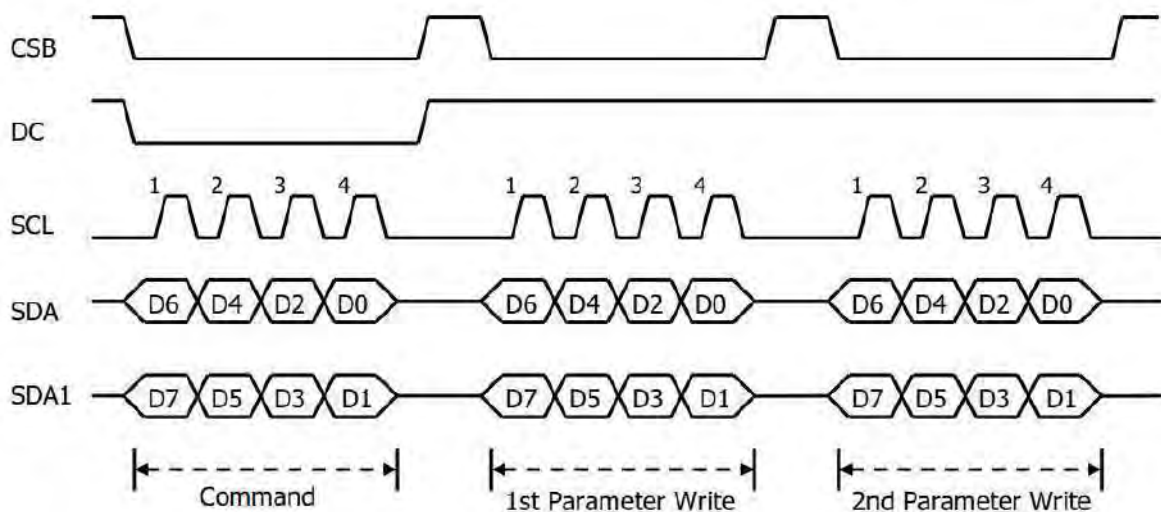 CSB
DC
1 2 3 4 1 2 3 4 1 2 3 4
SCL
SDA D6 D4 D2 D0 D6 D4 D2 D0 D6 D4 D2 D0
SDA1 D7 D5 D3 D1 D7 D5 D3 D1 D7 D5 D3 D1
Command 1st Parameter Write 2nd Parameter Write